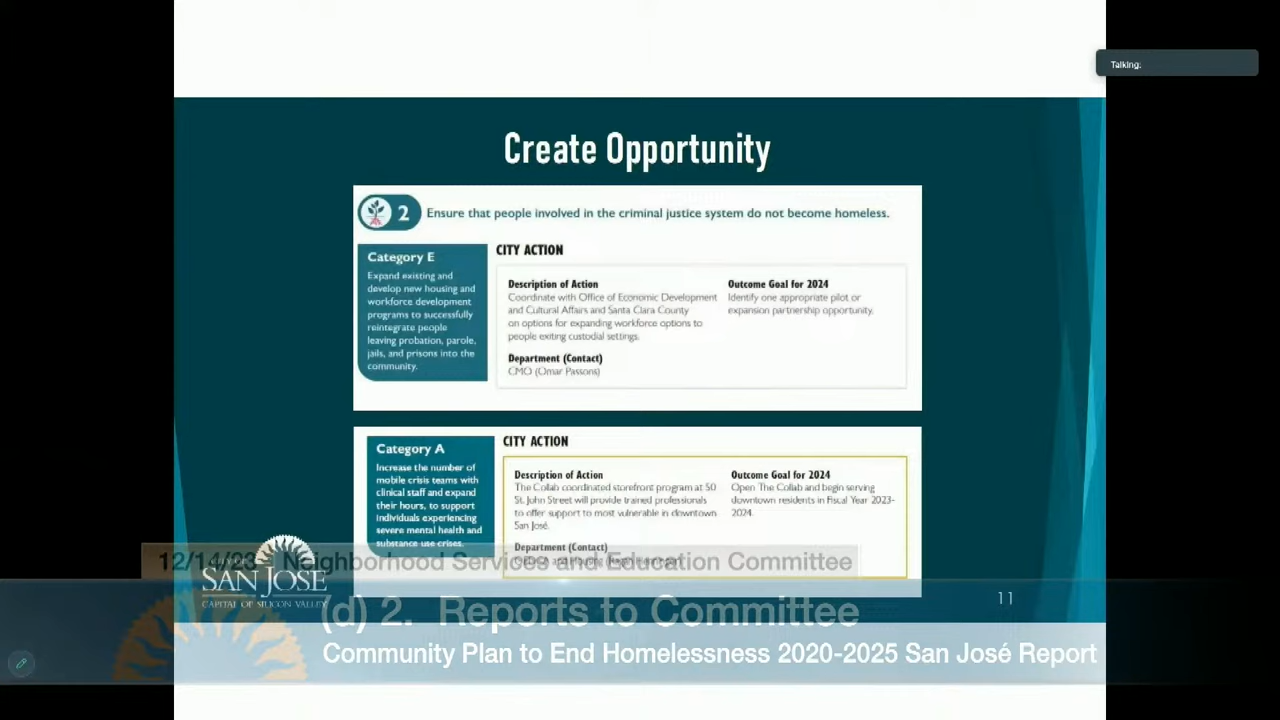 Talking:
Create Opportunity
2 Ensure that people involved in the criminal justice system do not become homeless.
Category E
Expand existing and
develop new housing and
workforce development
programs to successfully
reintegrate people
leaving probation, parole,
jails, and prisons into the
community.
CITY ACTION
Description of Action
Coordinate with Office of Economic Development
and Cultural Affairs and Santa Clara County
on options for expanding workforce options to
people exiting custodial settings.
Department (Contact)
CMO (Omar Passons)
Outcome Goal for 2024
Identify one appropriate pilot or
expansion partnership opportunity.
Category A
Increase the number of
mobile crisis teams with
clinical staff and expand
their hours, to support
individuals experiencing
severe mental health and
substance use crises.
CITY ACTION
Description of Action
The Collab coordinated storefront program at 50
St. John Street will provide trained professionals
to offer support to most vulnerable in downtown
San José.
Department (Contact)
and Housing
Outcome Goal for 2024
Open The Collab and begin serving
downtown residents in Fiscal Year 2023-
2024.
12/14/23 Neighborhood Services and Education Committee
SAN JOSE
CAPITAL OF SILICON VALLEY
11
(d) 2. Reports to Committee
Community Plan to End Homelessness 2020-2025 San José Report